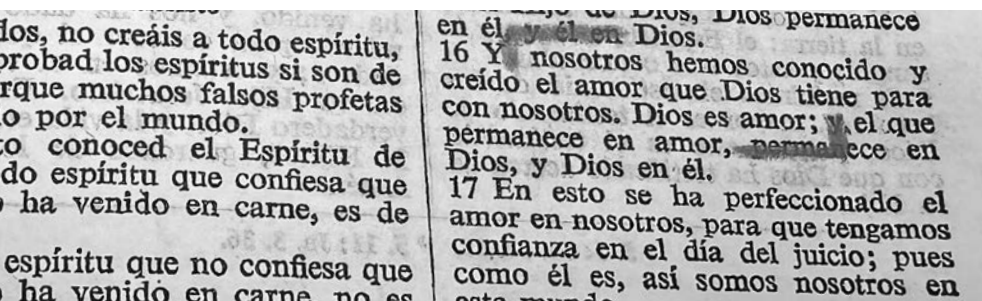 los, no creáis a todo espíritu,
probad los espíritus si son de
rque muchos falsos profetas
o por el mundo.
to conoced el Espíritu de
do espíritu que confiesa que
ha venido en carne, es de
espíritu que no confiesa que
ha venido en carne, no es
de Dios, Dios permanece
en él, y él en Dios.
16 Y nosotros hemos conocido y
creído el amor que Dios tiene para
con nosotros. Dios es amor; y el que
permanece en amor, permanece en
Dios, y Dios en él.
17 En esto se ha perfeccionado el
amor en nosotros, para que tengamos
confianza en el día del juicio; pues
como él es, así somos nosotros en